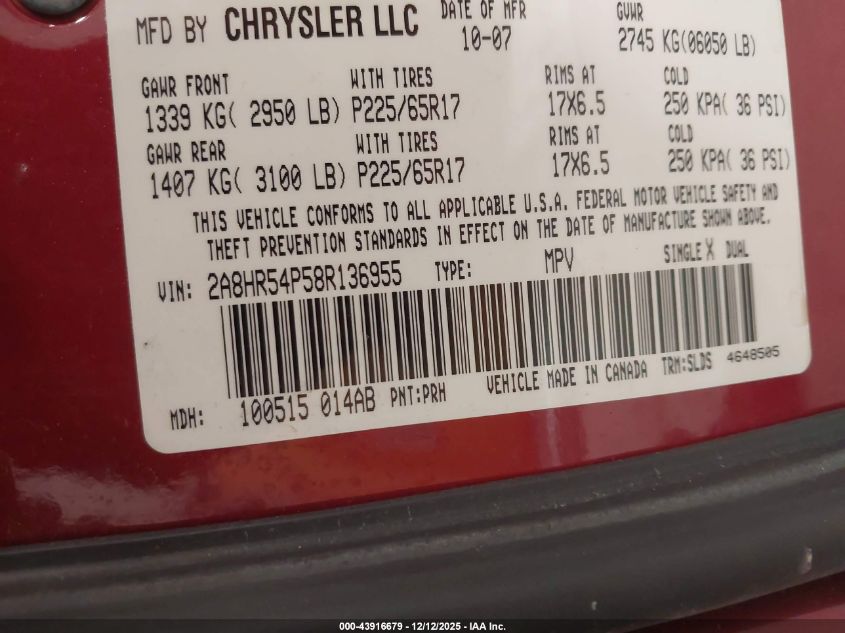 MFD BY CHRYSLER LLC DATE OF MFR GVWR
10-07 2745 KG(06050 LB)
GAWR FRONT WITH TIRES RIMS AT COLD
1339 KG( 2950 LB) P225/65R17 17X6.5 250 KPA( 36 PSI)
GAWR REAR WITH TIRES RIMS AT COLD
1407 KG( 3100 LB) P225/65R17 17X6.5 250 KPA( 36 PSI)
THIS VEHICLE CONFORMS TO ALL APPLICABLE U.S.A. FEDERAL MOTOR VEHICLE SAFETY AND
THEFT PREVENTION STANDARDS IN EFFECT ON THE DATE OF MANUFACTURE SHOWN ABOVE.
VIN: 2A8HR54P58R136955 TYPE: MPV SINGLE X DUAL
MDH: 100515 014AB PNT:PRH VEHICLE MADE IN CANADA TRM:SLDS 4648505
000-43916679 - 12/12/2025 - IAA Inc.